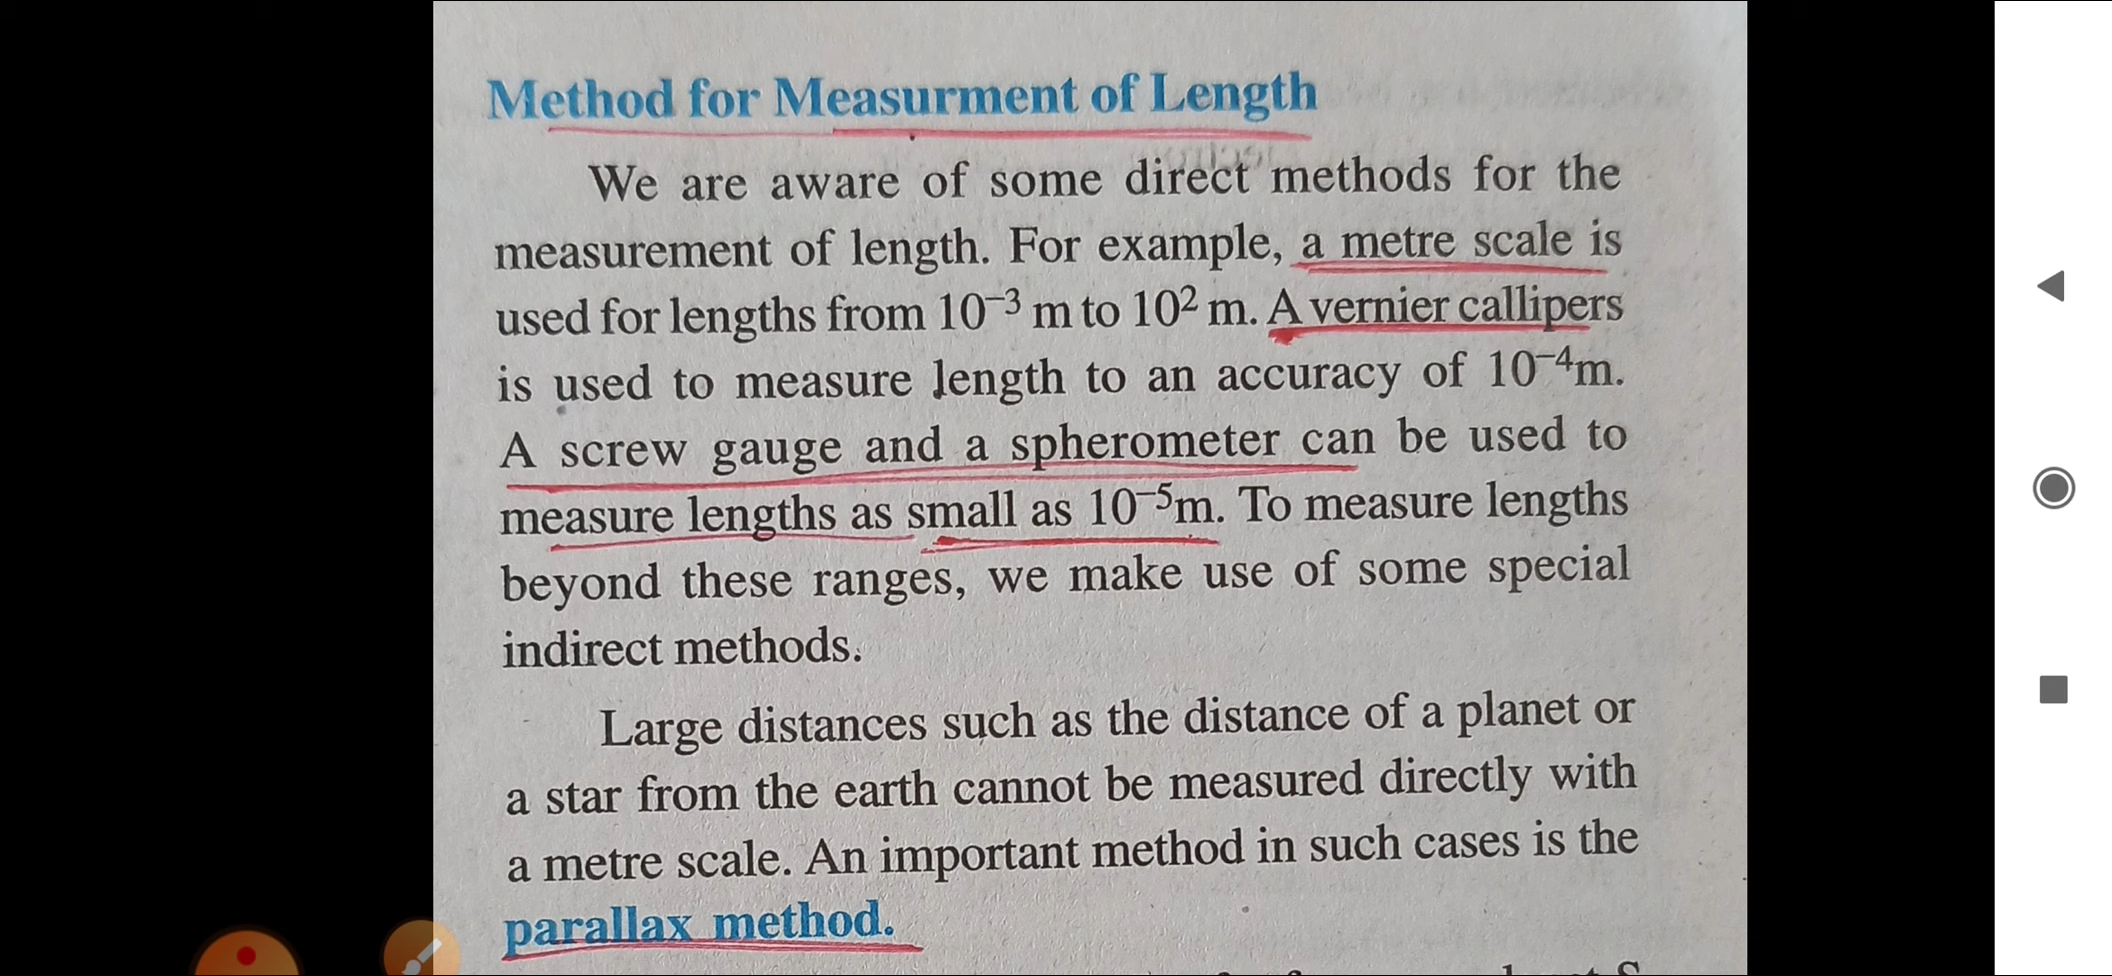 Method for Measurment of Length
We are aware of some direct methods for the
measurement of length. For example, a metre scale is
used for lengths from 10⁻³ m to 10² m. A vernier callipers
is used to measure length to an accuracy of 10⁻⁴m.
A screw gauge and a spherometer can be used to
measure lengths as small as 10⁻⁵m. To measure lengths
beyond these ranges, we make use of some special
indirect methods.
Large distances such as the distance of a planet or
a star from the earth cannot be measured directly with
a metre scale. An important method in such cases is the
parallax method.